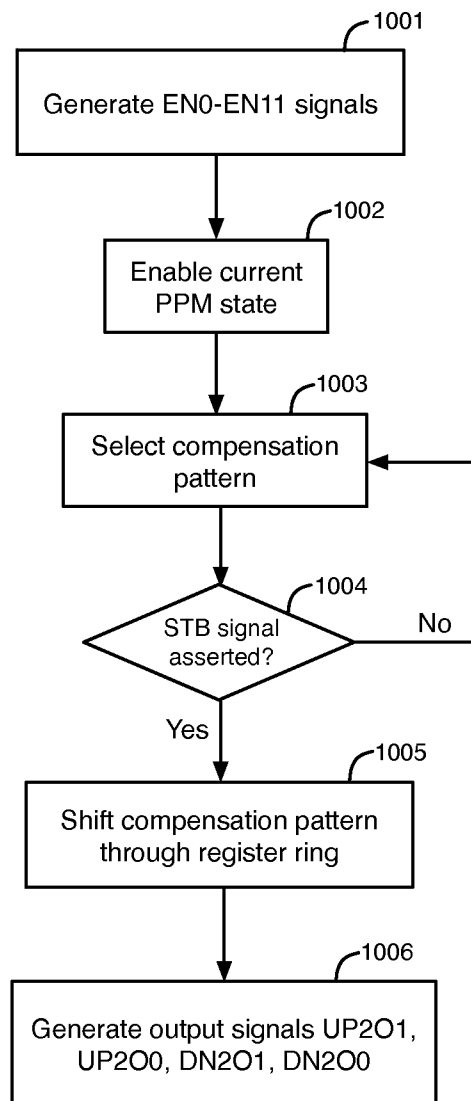 1001
Generate EN0-EN11 signals
1002
Enable current
PPM state
1003
Select compensation
pattern
1004
STB signal
asserted?
No
Yes
1005
Shift compensation pattern
through register ring
1006
Generate output signals UP2O1,
UP2O0, DN2O1, DN2O0